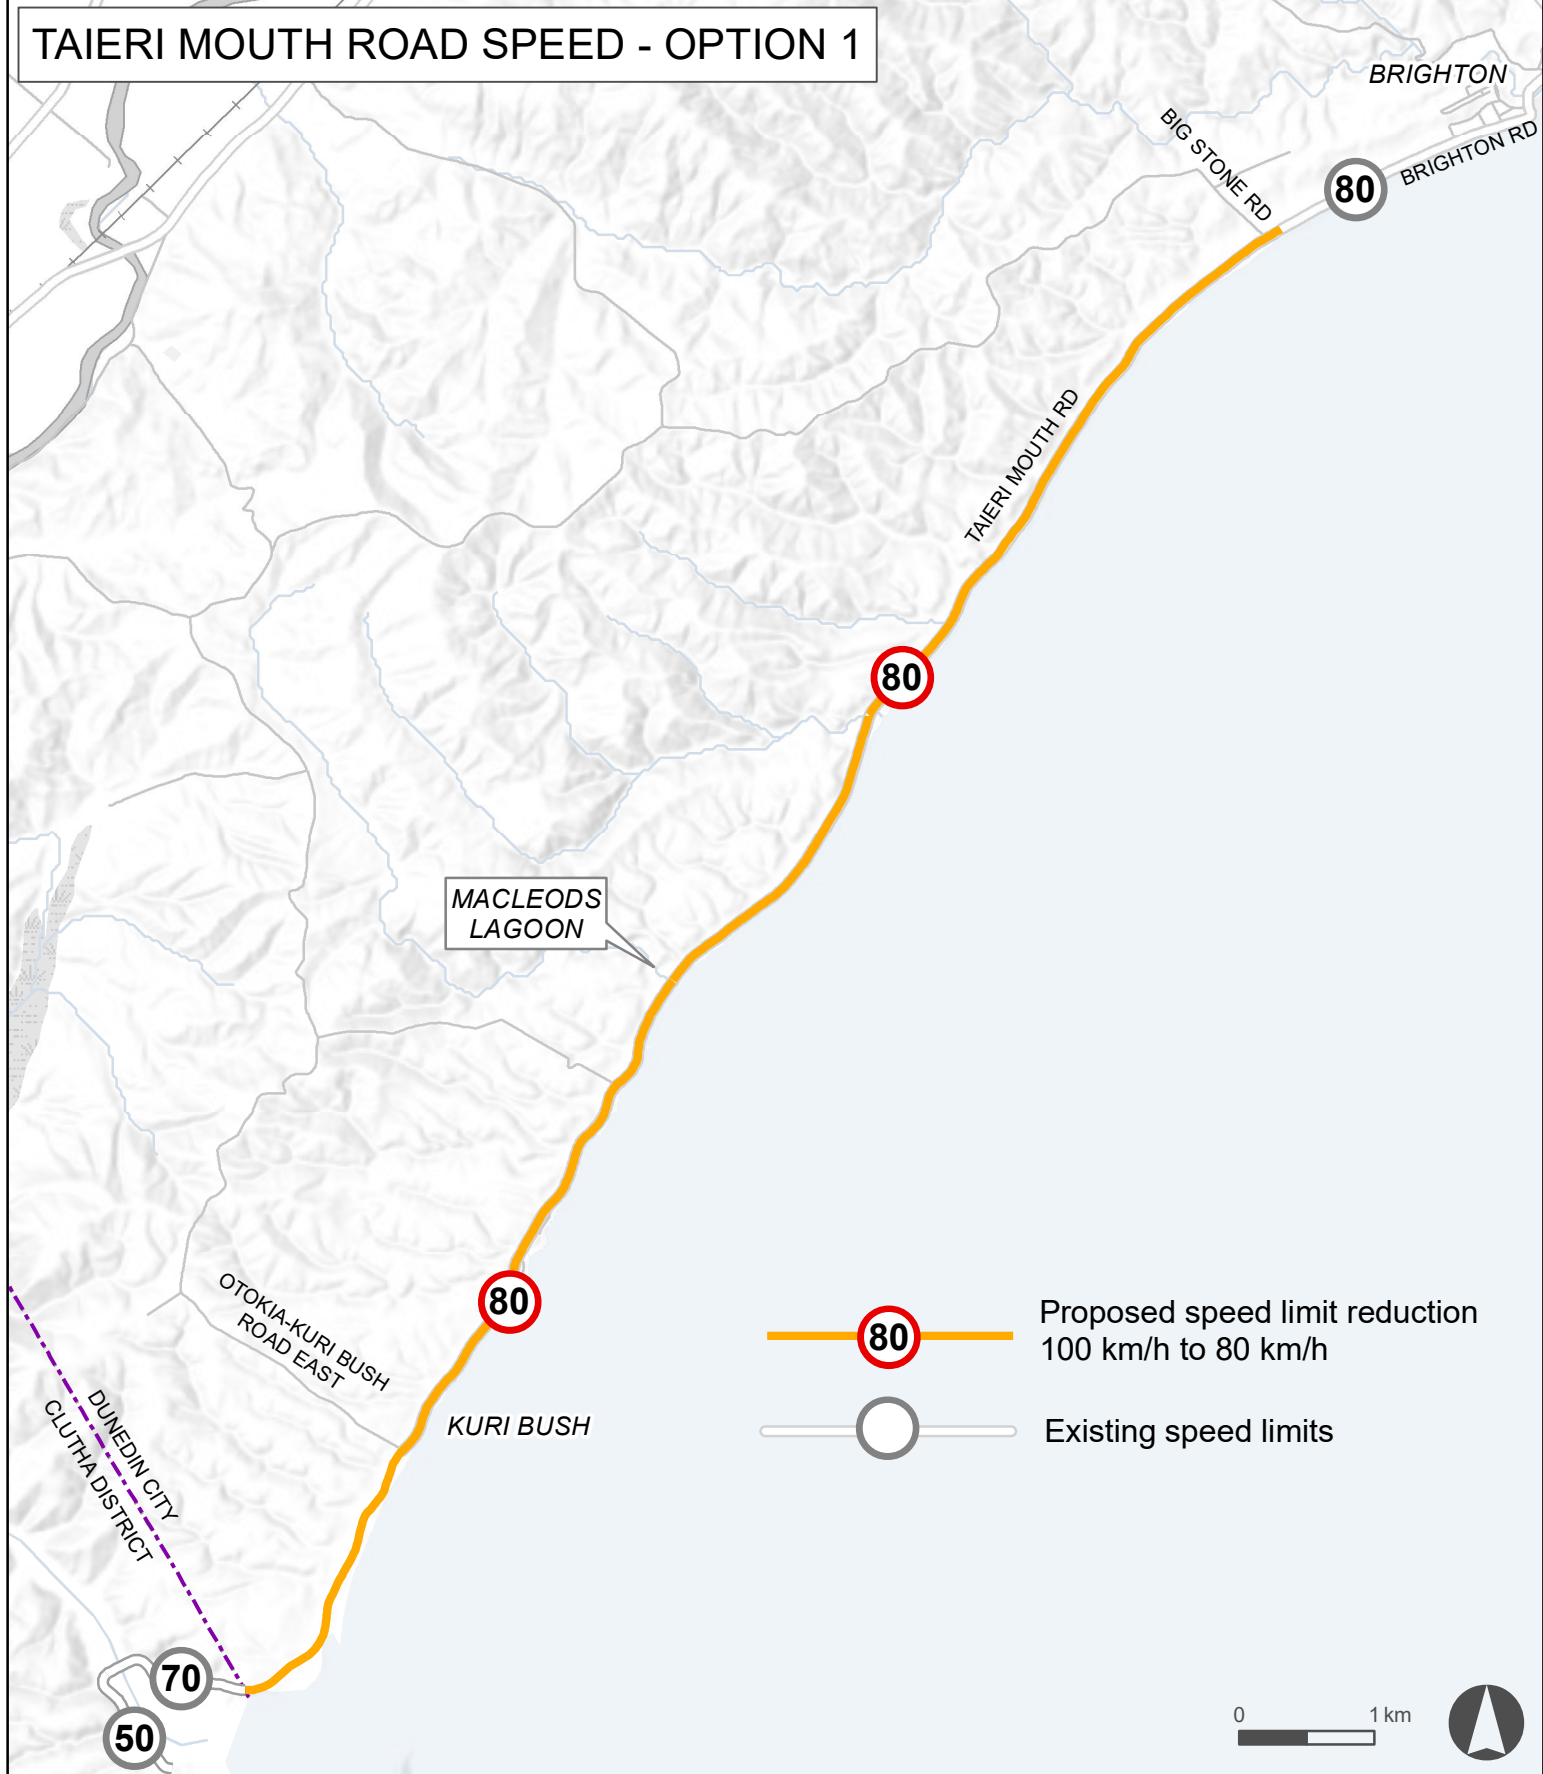 TAIERI MOUTH ROAD SPEED - OPTION 1
BRIGHTON
BIG STONE RD
BRIGHTON RD
80
TAIERI MOUTH RD
80
MACLEODS
LAGOON
80
OTOKIA-KURI BUSH
ROAD EAST
KURI BUSH
DUNEDIN CITY
CLUTHA DISTRICT
70
50
80
Proposed speed limit reduction
100 km/h to 80 km/h
Existing speed limits
0 1 km